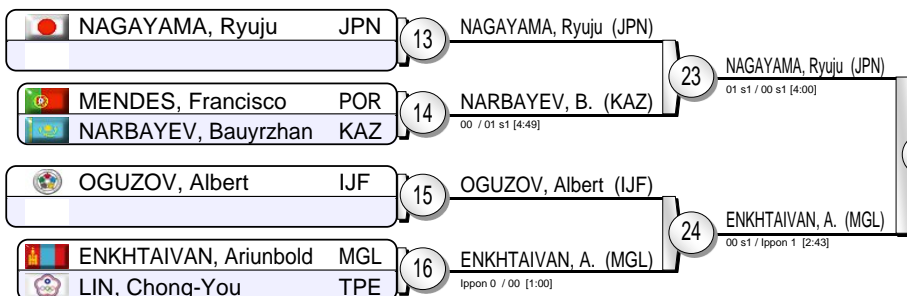 NAGAYAMA, Ryuju JPN
13
NAGAYAMA, Ryuju (JPN)
23
NAGAYAMA, Ryuju (JPN)
01 s1 / 00 s1 [4:00]
MENDES, Francisco POR
NARBAYEV, Bauyrzhan KAZ
14
NARBAYEV, B. (KAZ)
00 / 01 s1 [4:49]
OGUZOV, Albert IJF
15
OGUZOV, Albert (IJF)
24
ENKHTAIVAN, A. (MGL)
00 s1 / Ippon 1 [2:43]
ENKHTAIVAN, Ariunbold MGL
LIN, Chong-You TPE
16
ENKHTAIVAN, A. (MGL)
Ippon 0 / 00 [1:00]